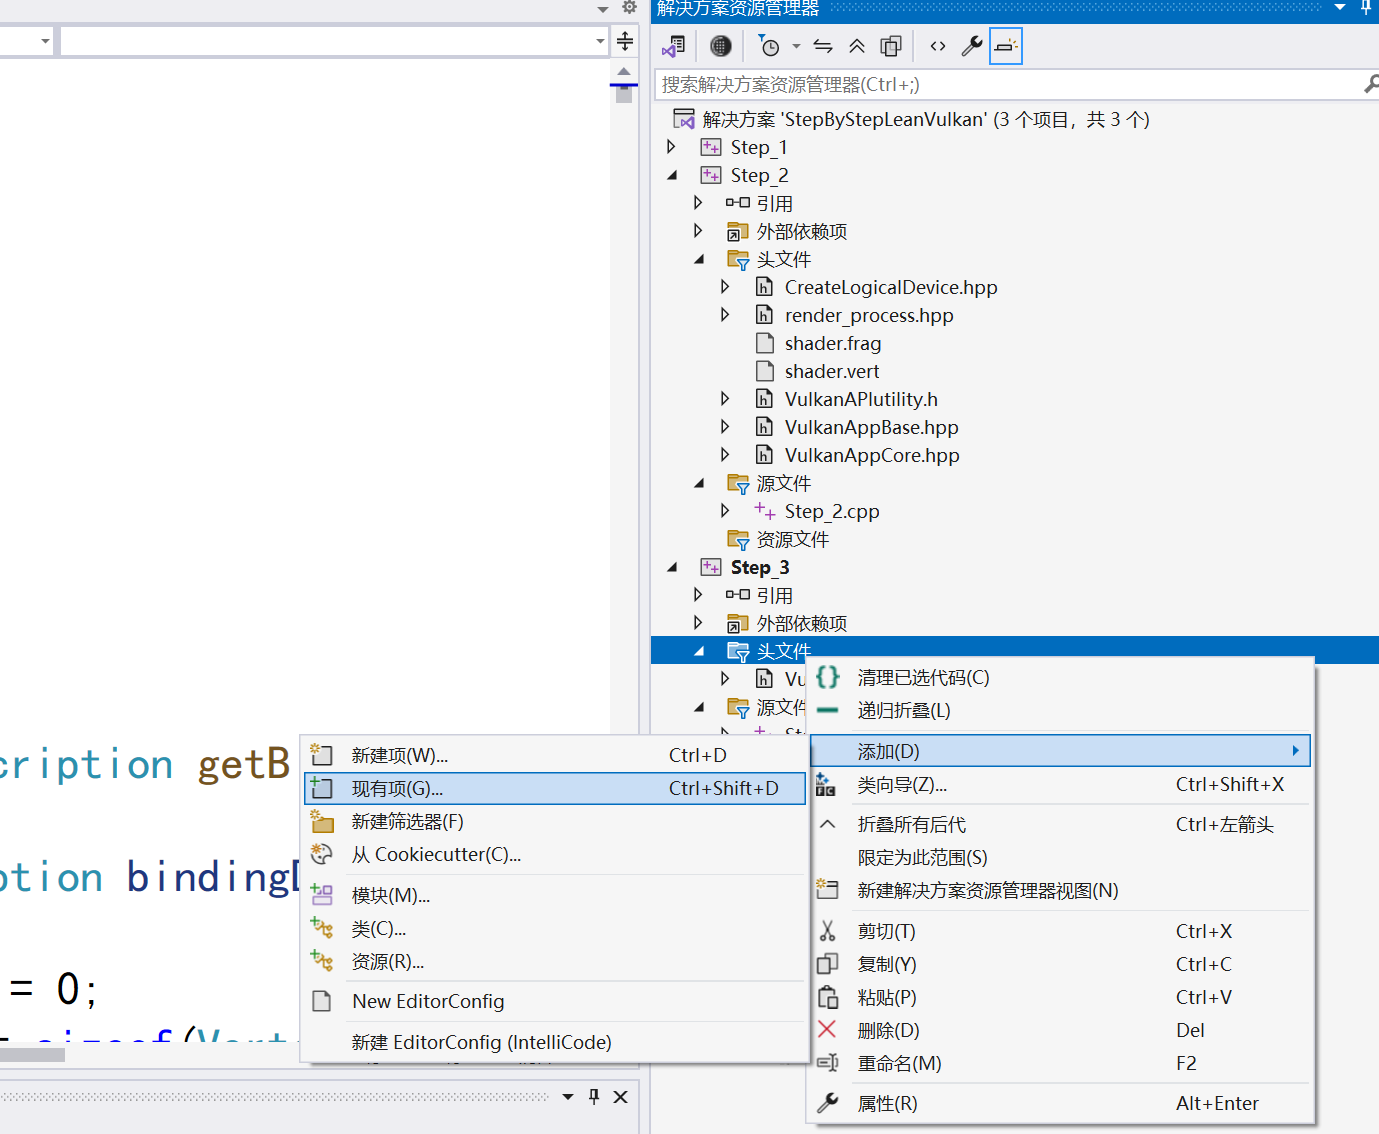 解决方案资源管理器
搜索解决方案资源管理器(Ctrl+;)
解决方案 'StepByStepLeanVulkan' (3 个项目，共 3 个)
Step_1
Step_2
引用
外部依赖项
头文件
CreateLogicalDevice.hpp
render_process.hpp
shader.frag
shader.vert
VulkanAPIutility.h
VulkanAppBase.hpp
VulkanAppCore.hpp
源文件
Step_2.cpp
资源文件
Step_3
引用
外部依赖项
头文件
Vu
源文件
清理已选代码(C)
递归折叠(L)
添加(D)
类向导(Z)... Ctrl+Shift+X
折叠所有后代 Ctrl+左箭头
限定为此范围(S)
新建解决方案资源管理器视图(N)
剪切(T) Ctrl+X
复制(Y) Ctrl+C
粘贴(P) Ctrl+V
删除(D) Del
重命名(M) F2
属性(R) Alt+Enter
新建项(W)... Ctrl+D
现有项(G)... Ctrl+Shift+D
新建筛选器(F)
从 Cookiecutter(C)...
模块(M)...
类(C)...
资源(R)...
New EditorConfig
新建 EditorConfig (IntelliCode)
cription getB
ption bindingD
= 0;
sizeof(Vert